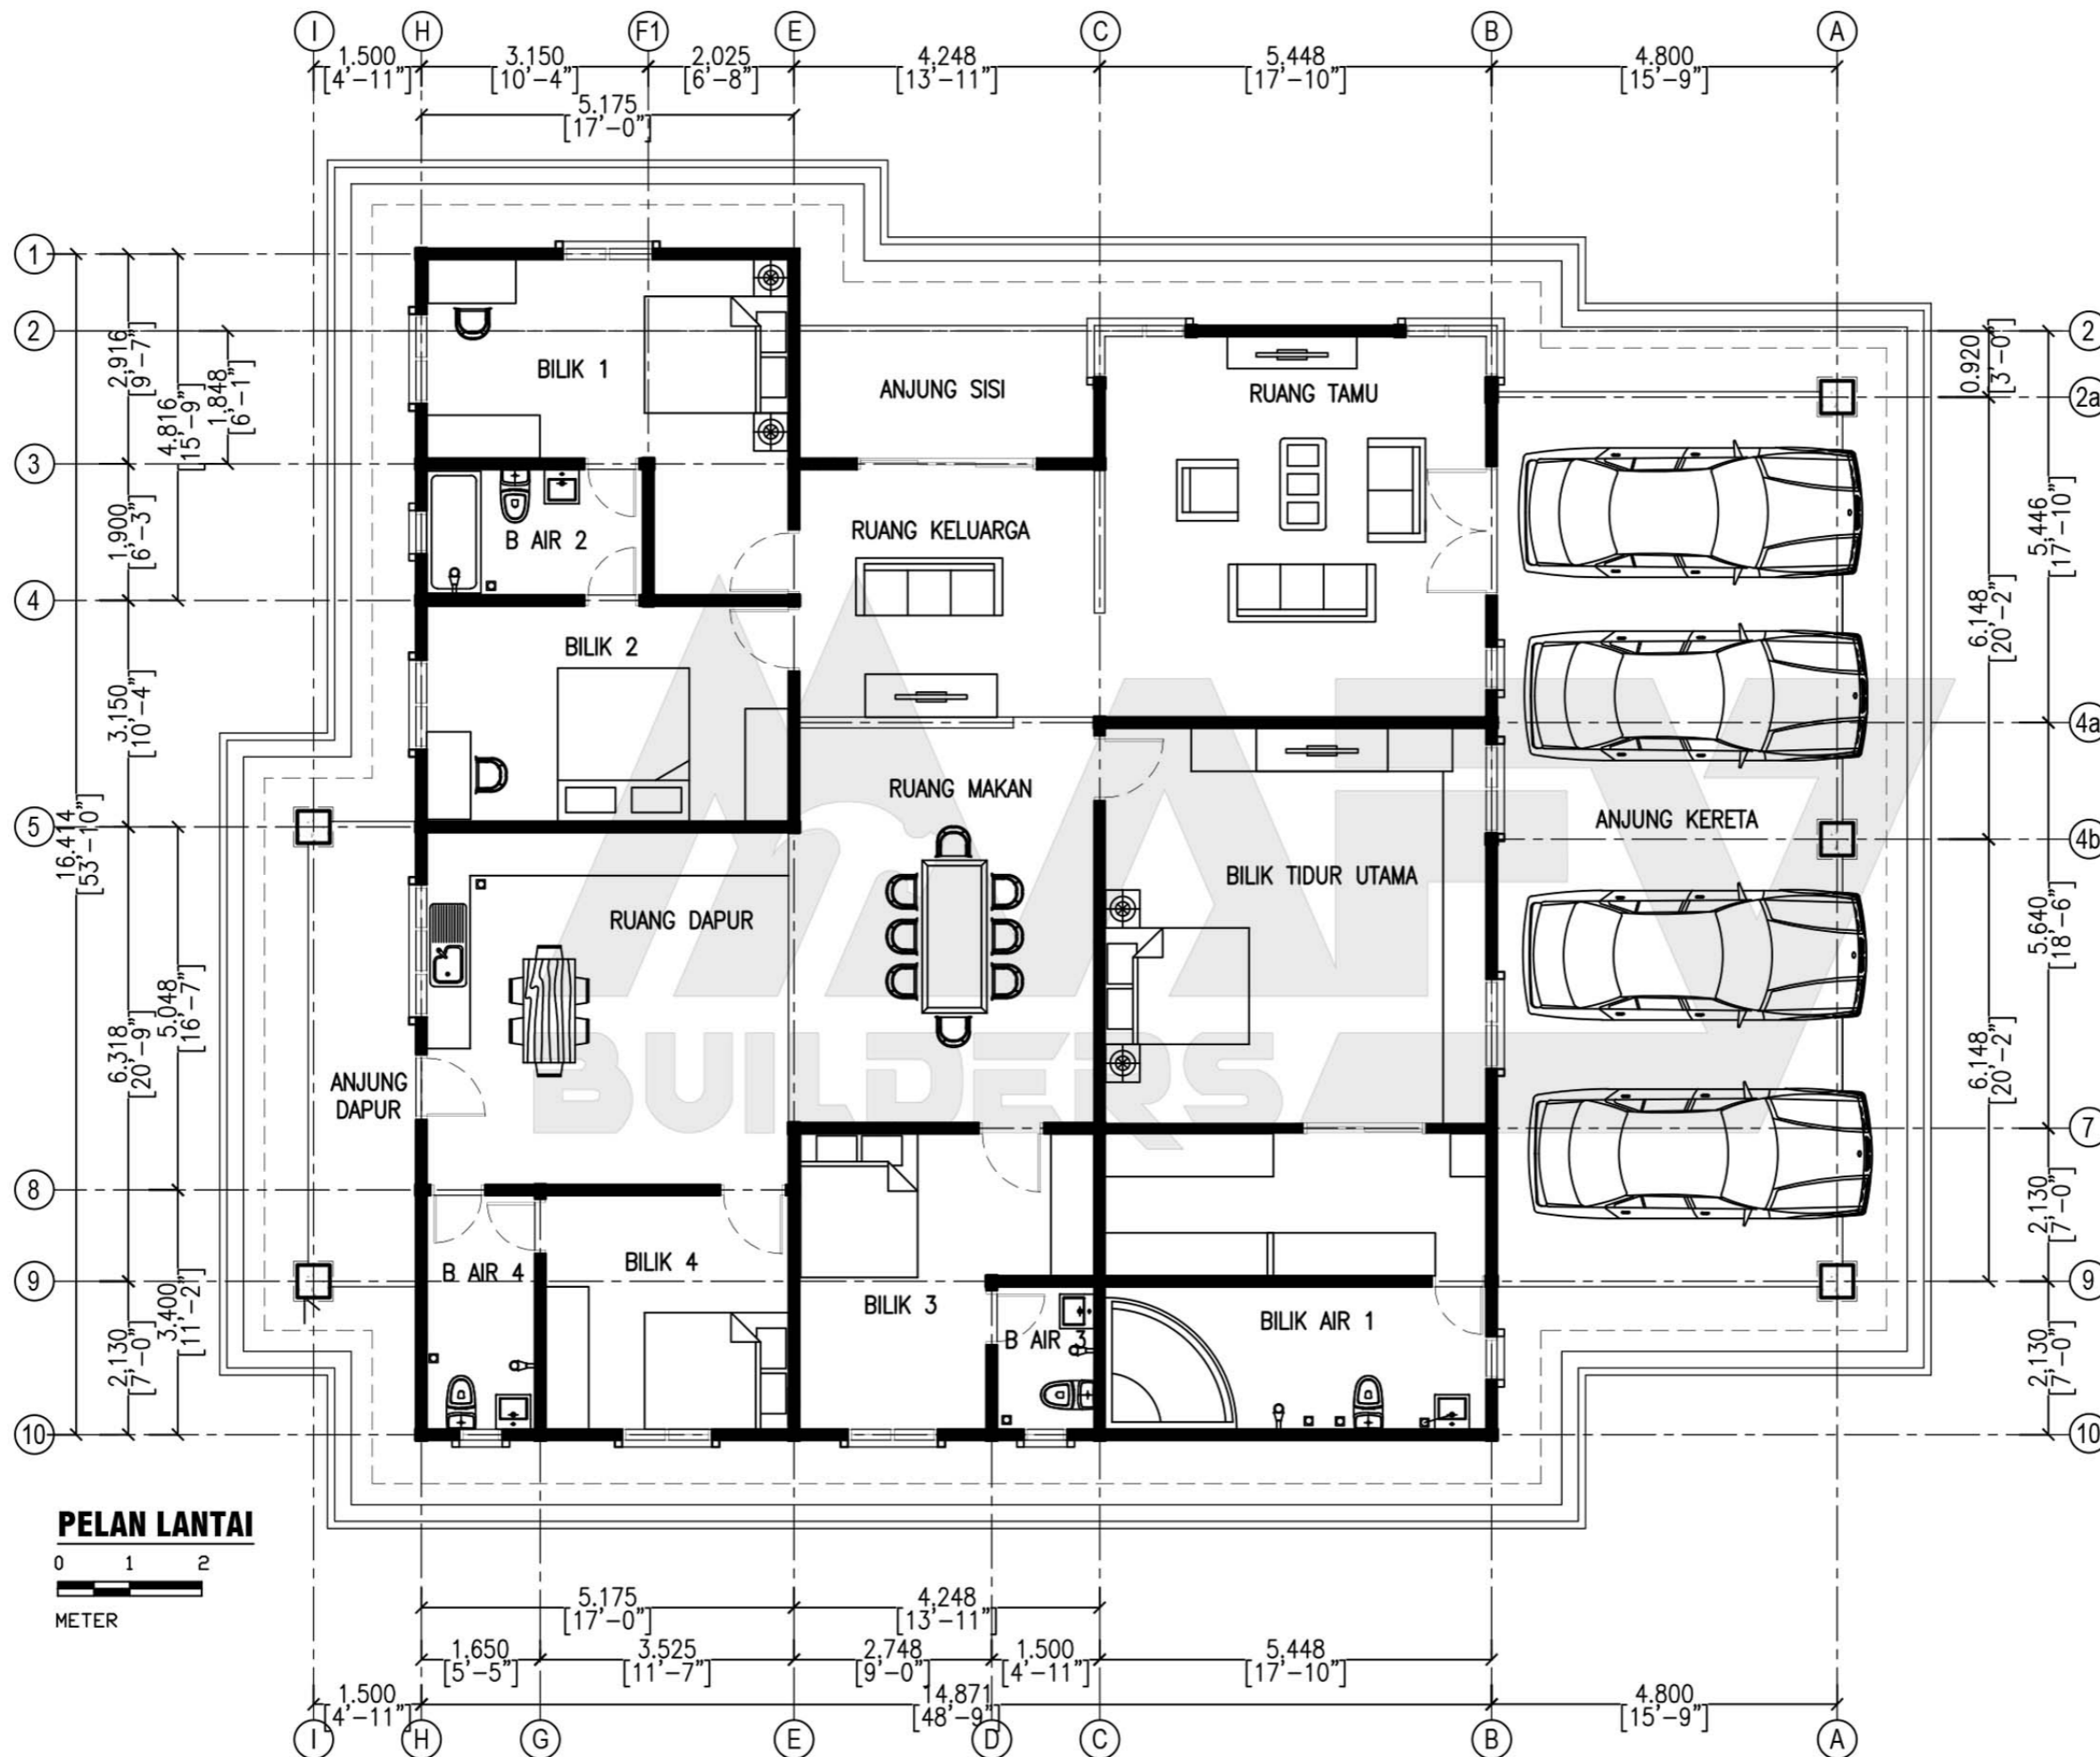 I H F1 E C B A
1.500 3.150 2,025 4,248 5,448 4.800
[4'-11"] [10'-4"] [6'-8"] [13'-11"] [17'-10"] [15'-9"]
5.175
[17'-0"]
1
2
3
4
5
8
9
10
16.414
[53'-10"]
2,916
[9'-7"]
4.816
[15'-9"]
1.848
[6'-1"]
1,900
[6'-3"]
3.150
[10'-4"]
6.318
[20'-9"]
5.048
[16'-7"]
2,130
[7'-0"]
3.400
[11'-2"]
BILIK 1
ANJUNG SISI
RUANG TAMU
B AIR 2
RUANG KELUARGA
BILIK 2
RUANG MAKAN
ANJUNG KERETA
BILIK TIDUR UTAMA
RUANG DAPUR
ANJUNG
DAPUR
B AIR 4
BILIK 4
BILIK 3
B AIR 3
BILIK AIR 1
MATV
BUILDERS
2
2a
4a
4b
7
9
10
0.920
[3'-0"]
5,446
[17'-10"]
6.148
[20'-2"]
5.640
[18'-6"]
6.148
[20'-2"]
2,130
[7'-0"]
2,130
[7'-0"]
PELAN LANTAI
0 1 2
METER
5.175 4,248
[17'-0"] [13'-11"]
1,650 3,525 2,748 1.500 5,448
[5'-5"] [11'-7"] [9'-0"] [4'-11"] [17'-10"]
1.500 14,871 4.800
[4'-11"] [48'-9"] [15'-9"]
I H G E D C B A